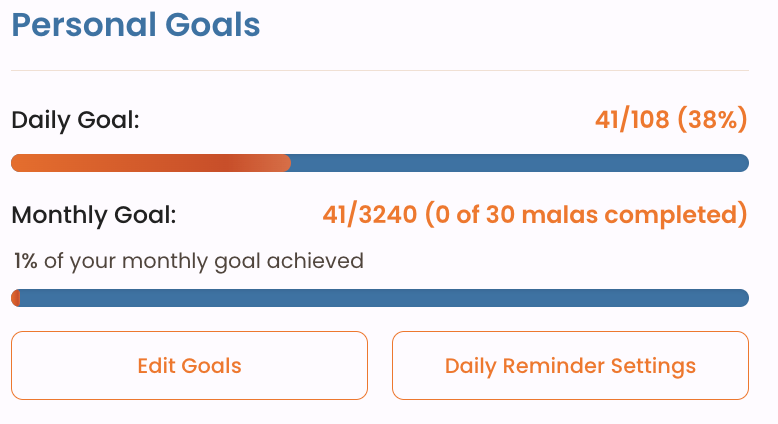 Personal Goals
Daily Goal: 41/108 (38%)
Monthly Goal: 41/3240 (0 of 30 malas completed)
1% of your monthly goal achieved
Edit Goals Daily Reminder Settings